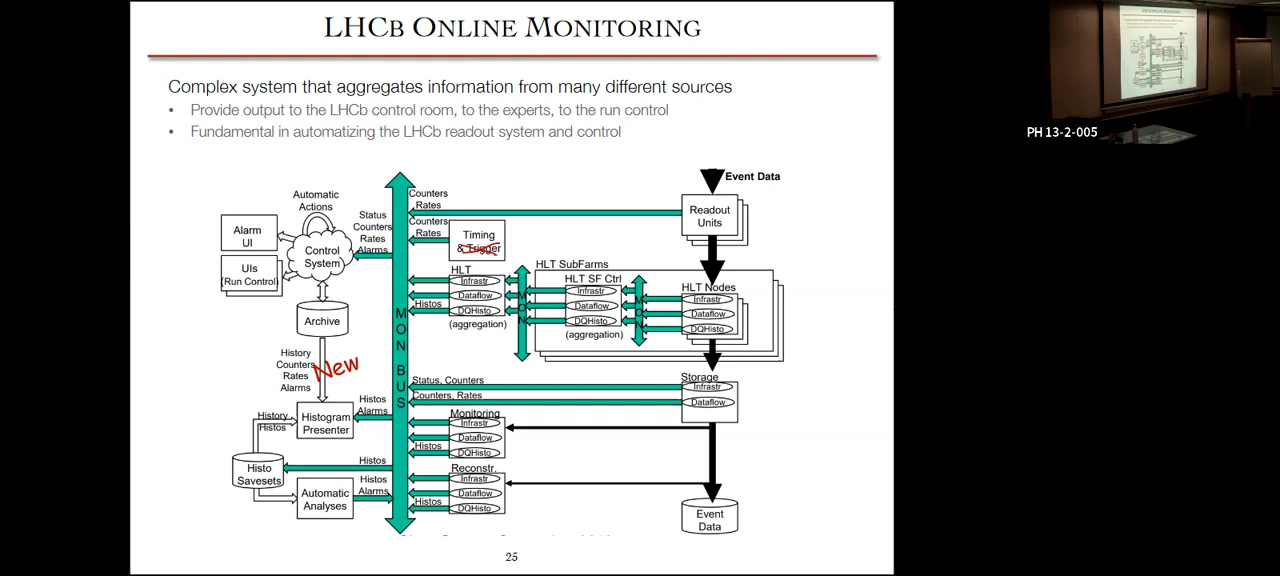 LHCB ONLINE MONITORING
Complex system that aggregates information from many different sources
• Provide output to the LHCb control room, to the experts, to the run control
• Fundamental in automatizing the LHCb readout system and control
PH 13-2-005
Event Data
Automatic
Actions
Alarm
UI
UIs
(Run Control)
Control
System
Status
Counters
Rates
Alarms
Archive
History
Counters
Rates
Alarms
New
Histogram
Presenter
Histos
Alarms
History
Histos
Histo
Savesets
Histos
Automatic
Analyses
Histos
Alarms
MON BUS
Counters
Rates
Counters
Rates
Timing
& Trigger
Readout
Units
HLT
Infrastr
Dataflow
DQHisto
(aggregation)
Histos
MON
HLT SubFarms
HLT SF Ctrl
Infrastr
Dataflow
DQHisto
(aggregation)
MON
HLT Nodes
Infrastr
Dataflow
DQHisto
Status, Counters
Counters, Rates
Storage
Infrastr
Dataflow
Monitoring
Infrastr
Dataflow
DQHisto
Histos
Reconstr.
Infrastr
Dataflow
DQHisto
Histos
Event
Data
25